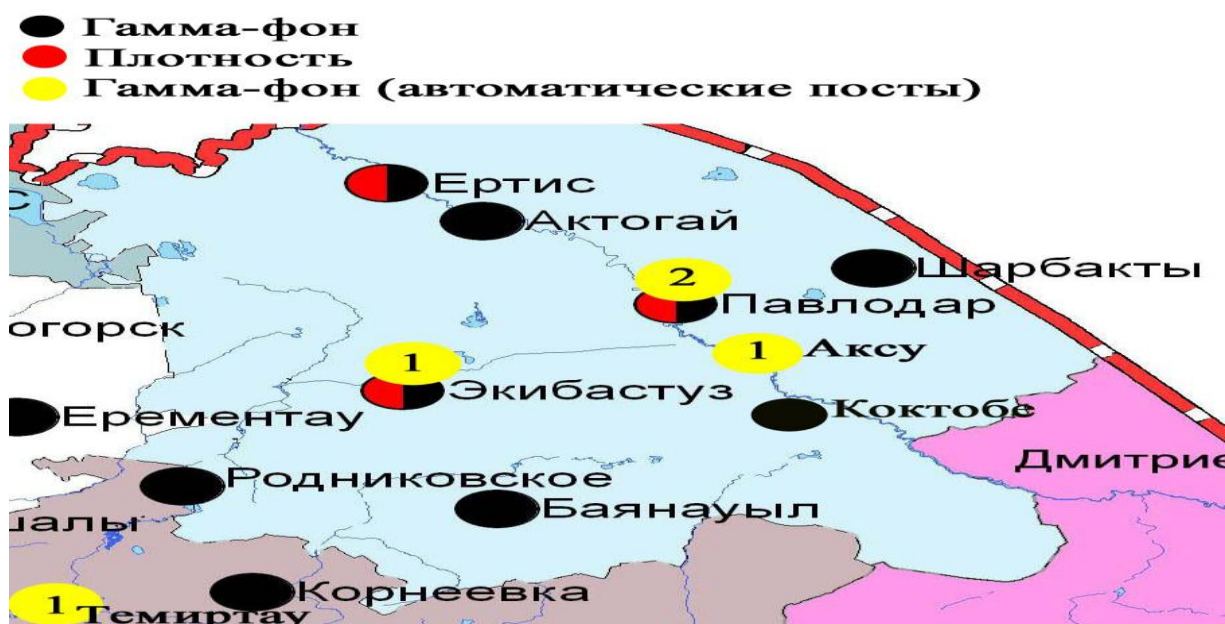 Гамма-фон
Плотность
Гамма-фон (автоматические посты)
с
Ертис
Актогай
Шарбакты
2
Павлодар
огорск
1
Аксу
1
Экибастуз
Ерементау
Коктобе
Дмитрие
Родниковское
Баянауыл
шалы
Корнеевка
1
Темиртау